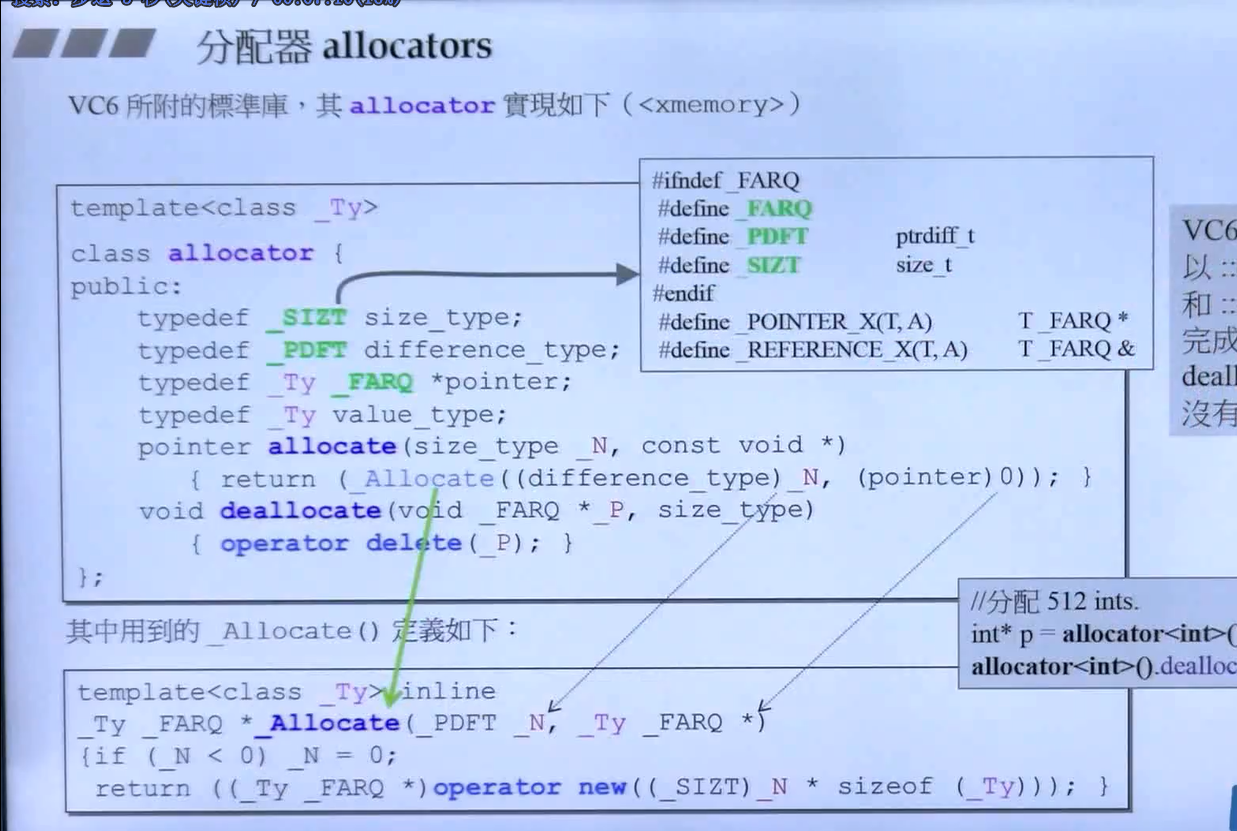 分配器 allocators
VC6 所附的標準庫，其 allocator 實現如下（<xmemory>）
template<class _Ty>
class allocator {
public:
typedef _SIZT size_type;
typedef _PDFT difference_type;
typedef _Ty _FARQ *pointer;
typedef _Ty value_type;
pointer allocate(size_type _N, const void *)
{ return (_Allocate((difference_type)_N, (pointer)0)); }
void deallocate(void _FARQ *_P, size_type)
{ operator delete(_P); }
};
#ifndef _FARQ
#define _FARQ
#define _PDFT ptrdiff_t
#define _SIZT size_t
#endif
#define _POINTER_X(T, A) T _FARQ *
#define _REFERENCE_X(T, A) T _FARQ &
VC6
以 ::
和 ::
完成
deall
沒有
//分配 512 ints.
int* p = allocator<int>(
allocator<int>().dealloc
其中用到的 _Allocate() 定義如下：
template<class _Ty> inline
_Ty _FARQ *_Allocate(_PDFT _N, _Ty _FARQ *)
{if (_N < 0) _N = 0;
return ((_Ty _FARQ *)operator new((_SIZT)_N * sizeof (_Ty))); }